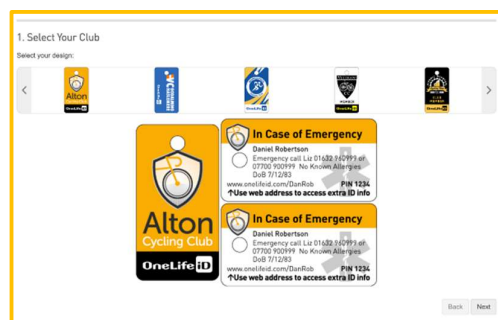 1. Select Your Club
Select your design:
Alton
OneLife iD
Alton
Cycling Club
OneLife iD
In Case of Emergency
Daniel Robertson
Emergency call Liz 01632 960999 or
07700 900999 No Known Allergies
DoB 7/12/83
www.onelifeid.com/DanRob PIN 1234
↑Use web address to access extra ID info
In Case of Emergency
Daniel Robertson
Emergency call Liz 01632 960999 or
07700 900999 No Known Allergies
DoB 7/12/83
www.onelifeid.com/DanRob PIN 1234
↑Use web address to access extra ID info
Back Next